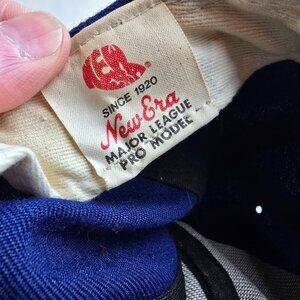 NEW ERA
SINCE 1920
New Era
MAJOR LEAGUE
PRO MODEL